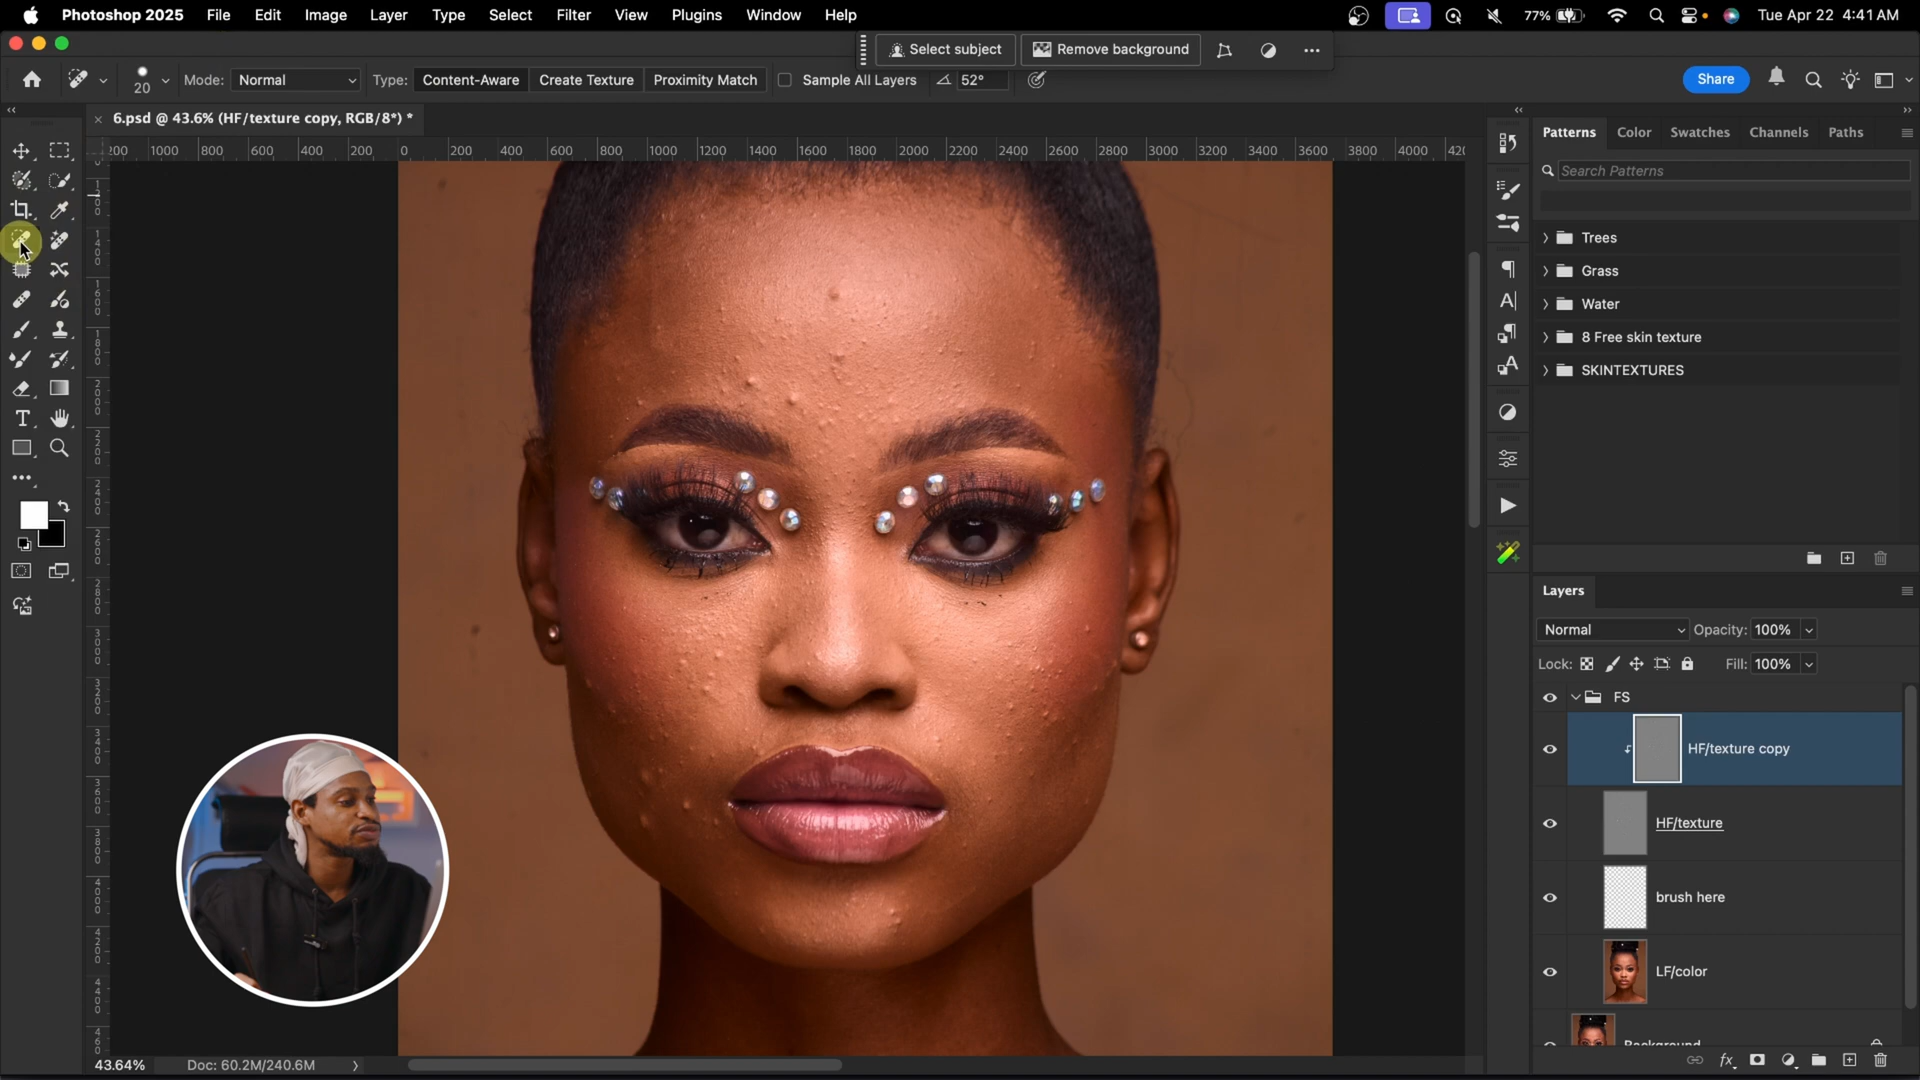 Photoshop 2025 File Edit Image Layer Type Select Filter View Plugins Window Help 77% Tue Apr 22 4:41 AM
Select subject Remove background
20 Mode: Normal Type: Content-Aware Create Texture Proximity Match Sample All Layers 52° Share
6.psd @ 43.6% (HF/texture copy, RGB/8*) *
Patterns Color Swatches Channels Paths
1000 800 600 400 200 0 200 400 600 800 1000 1200 1400 1600 1800 2000 2200 2400 2600 2800 3000 3200 3400 3600 3800 4000
Search Patterns
Trees
Grass
Water
8 Free skin texture
SKINTEXTURES
Layers
Normal Opacity: 100%
Lock: Fill: 100%
FS
HF/texture copy
HF/texture
brush here
LF/color
Background
43.64% Doc: 60.2M/240.6M